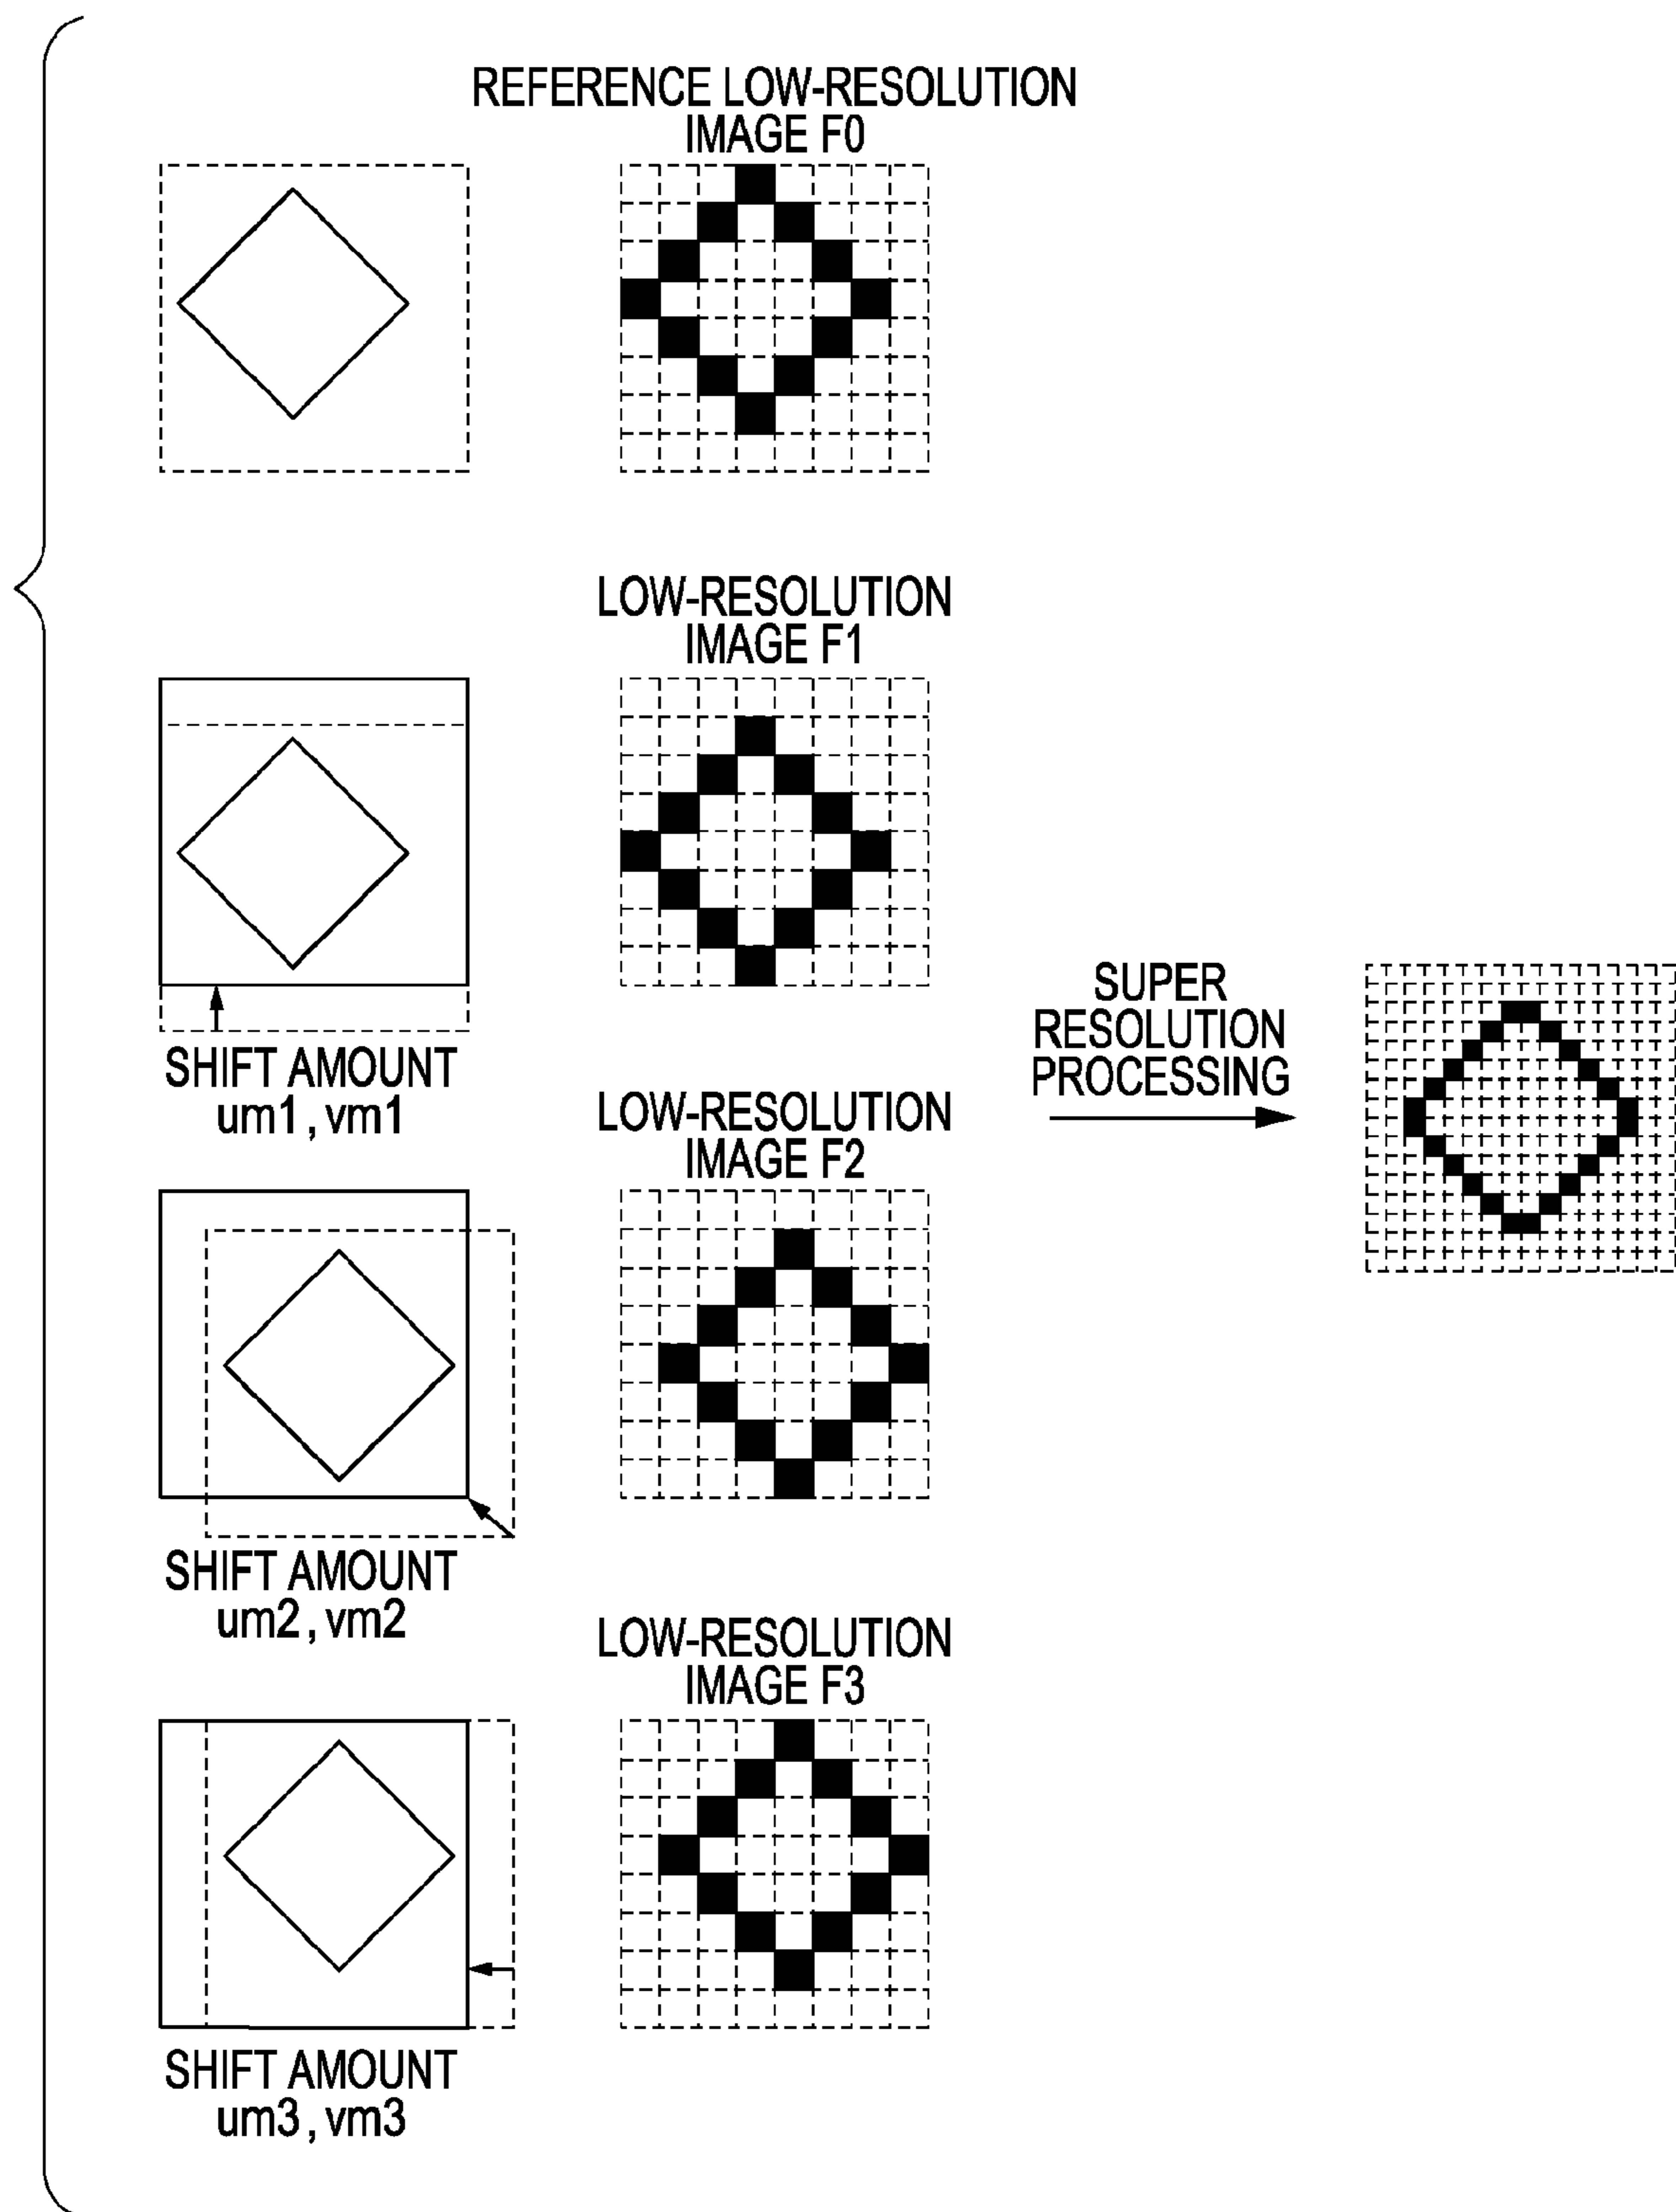 REFERENCE LOW-RESOLUTION
IMAGE F0
LOW-RESOLUTION
IMAGE F1
SHIFT AMOUNT
um1, vm1
SUPER
RESOLUTION
PROCESSING
LOW-RESOLUTION
IMAGE F2
SHIFT AMOUNT
um2, vm2
LOW-RESOLUTION
IMAGE F3
SHIFT AMOUNT
um3, vm3